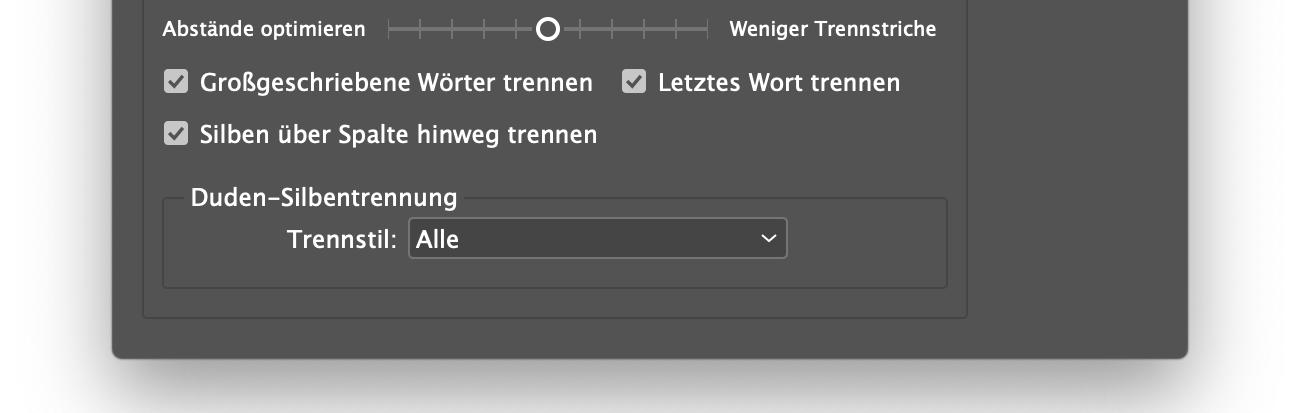 Abstände optimieren Weniger Trennstriche
Großgeschriebene Wörter trennen Letztes Wort trennen
Silben über Spalte hinweg trennen
Duden-Silbentrennung
Trennstil: Alle